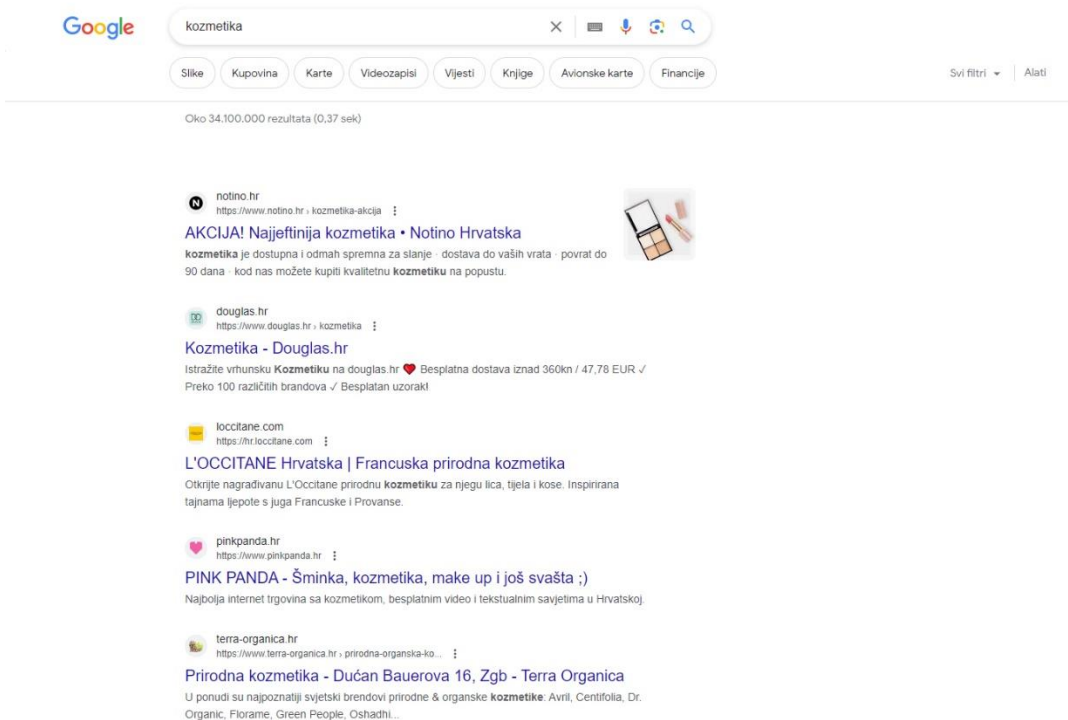 Google
kozmetika
Slike Kupovina Karte Videozapisi Vijesti Knjige Avionske karte Financije Svi filtri Alati
Oko 34.100.000 rezultata (0,37 sek)
notino.hr
https://www.notino.hr › kozmetika-akcija
AKCIJA! Najjeftinija kozmetika • Notino Hrvatska
kozmetika je dostupna i odmah spremna za slanje · dostava do vaših vrata · povrat do
90 dana · kod nas možete kupiti kvalitetnu kozmetiku na popustu.
douglas.hr
https://www.douglas.hr › kozmetika
Kozmetika - Douglas.hr
Istražite vrhunsku Kozmetiku na douglas.hr ❤️ Besplatna dostava iznad 360kn / 47,78 EUR ✓
Preko 100 različitih brandova ✓ Besplatan uzorak!
loccitane.com
https://hr.loccitane.com
L'OCCITANE Hrvatska | Francuska prirodna kozmetika
Otkrijte nagrađivanu L'Occitane prirodnu kozmetiku za njegu lica, tijela i kose. Inspirirana
tajnama ljepote s juga Francuske i Provanse.
pinkpanda.hr
https://www.pinkpanda.hr
PINK PANDA - Šminka, kozmetika, make up i još svašta ;)
Najbolja internet trgovina sa kozmetikom, besplatnim video i tekstualnim savjetima u Hrvatskoj.
terra-organica.hr
https://www.terra-organica.hr › prirodna-organska-ko...
Prirodna kozmetika - Dućan Bauerova 16, Zgb - Terra Organica
U ponudi su najpoznatiji svjetski brendovi prirodne & organske kozmetike: Avril, Centifolia, Dr.
Organic, Florame, Green People, Oshadhi...